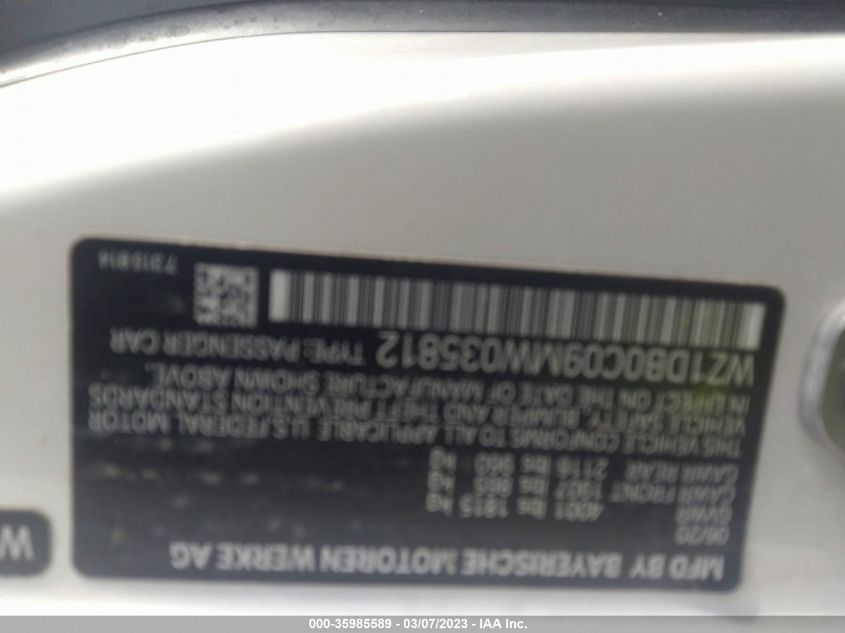 MFD BY BAYERISCHE MOTOREN WERKE AG
06/20
GVWR 4001 lbs 1815 kg
GAWR FRONT 1907 lbs 865 kg
GAWR REAR 2116 lbs 960 kg
THIS VEHICLE CONFORMS TO ALL APPLICABLE U.S.FEDERAL MOTOR
VEHICLE SAFETY, BUMPER AND THEFT PREVENTION STANDARDS
IN EFFECT ON THE DATE OF MANUFACTURE SHOWN ABOVE.
WZ1DB0C09MW035812 TYPE: PASSENGER CAR
W
000-35985589 - 03/07/2023 - IAA Inc.